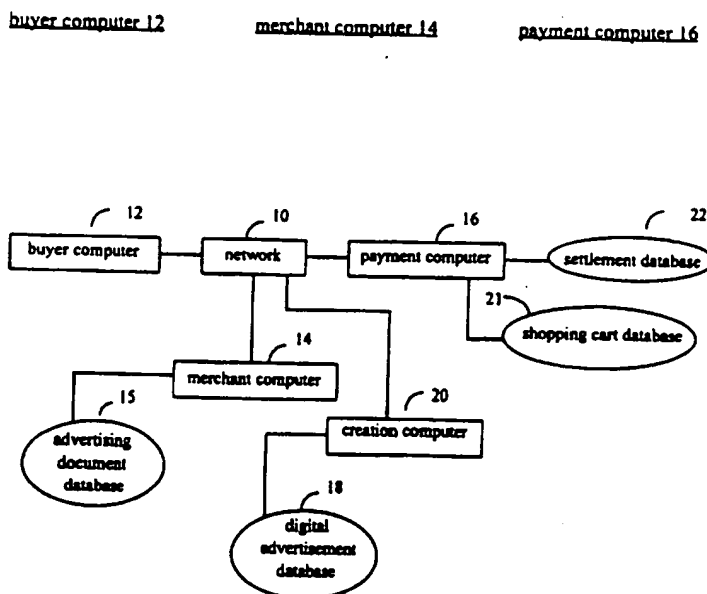 buyer computer 12
merchant computer 14
payment computer 16
12
10
16
22
buyer computer
network
payment computer
settlement database
21
shopping cart database
14
merchant computer
15
20
advertising
document
database
creation computer
18
digital
advertisement
database